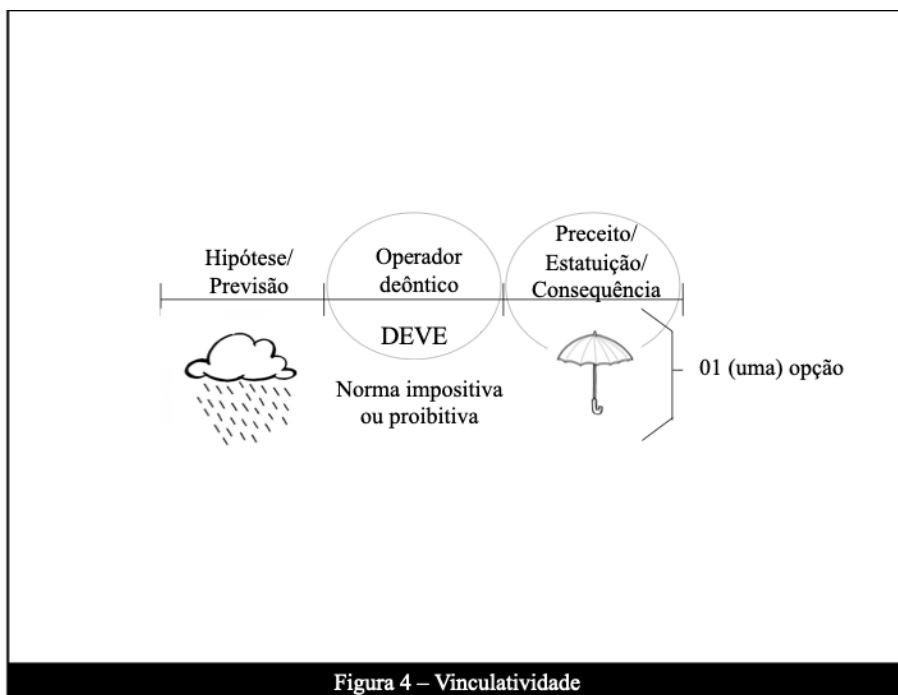 Hipótese/
Previsão
Operador
deôntico
Preceito/
Estatuição/
Consequência
DEVE
Norma impositiva
ou proibitiva
01 (uma) opção
Figura 4 – Vinculatividade